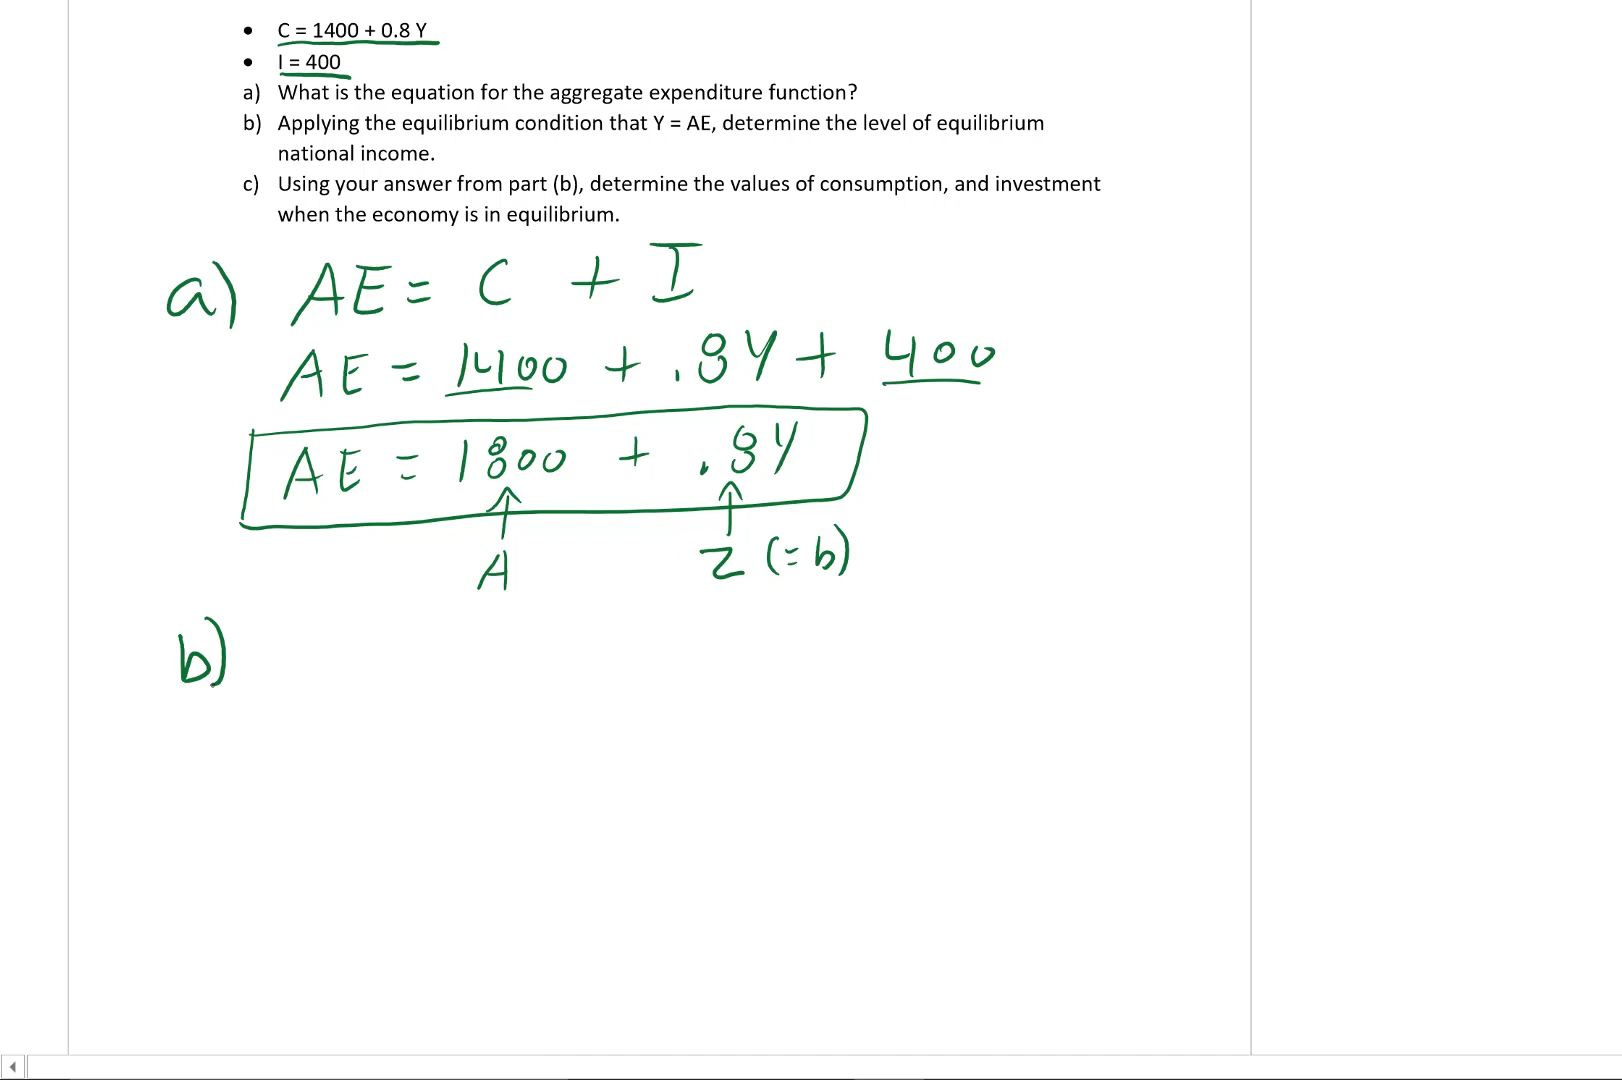 • C = 1400 + 0.8 Y
• I = 400
a) What is the equation for the aggregate expenditure function?
b) Applying the equilibrium condition that Y = AE, determine the level of equilibrium
national income.
c) Using your answer from part (b), determine the values of consumption, and investment
when the economy is in equilibrium.
a) AE = C + I
AE = 1400 + .8Y + 400
AE = 1800 + .8Y
A z (=b)
b)